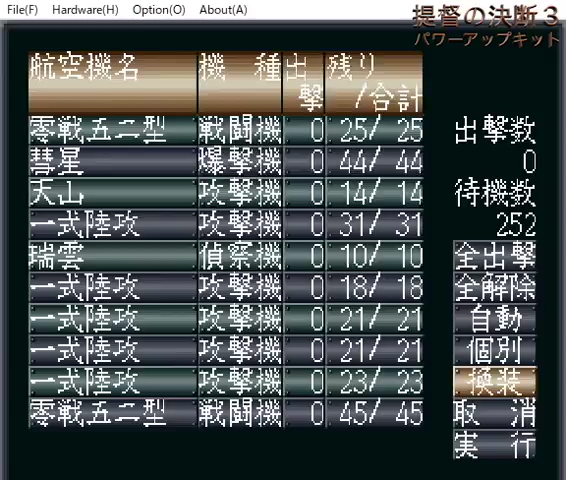 File(F) Hardware(H) Option(O) About(A)
提督の決断3
パワーアップキット
航空機名 機種 出撃 残り/合計
零戦五二型 戦闘機 0 25/ 25
彗星 爆撃機 0 44/ 44
天山 攻撃機 0 14/ 14
一式陸攻 攻撃機 0 31/ 31
瑞雲 偵察機 0 10/ 10
一式陸攻 攻撃機 0 18/ 18
一式陸攻 攻撃機 0 21/ 21
一式陸攻 攻撃機 0 21/ 21
一式陸攻 攻撃機 0 23/ 23
零戦五二型 戦闘機 0 45/ 45
出撃数
0
待機数
252
全出撃
全解除
自動
個別
換装
取消
実行